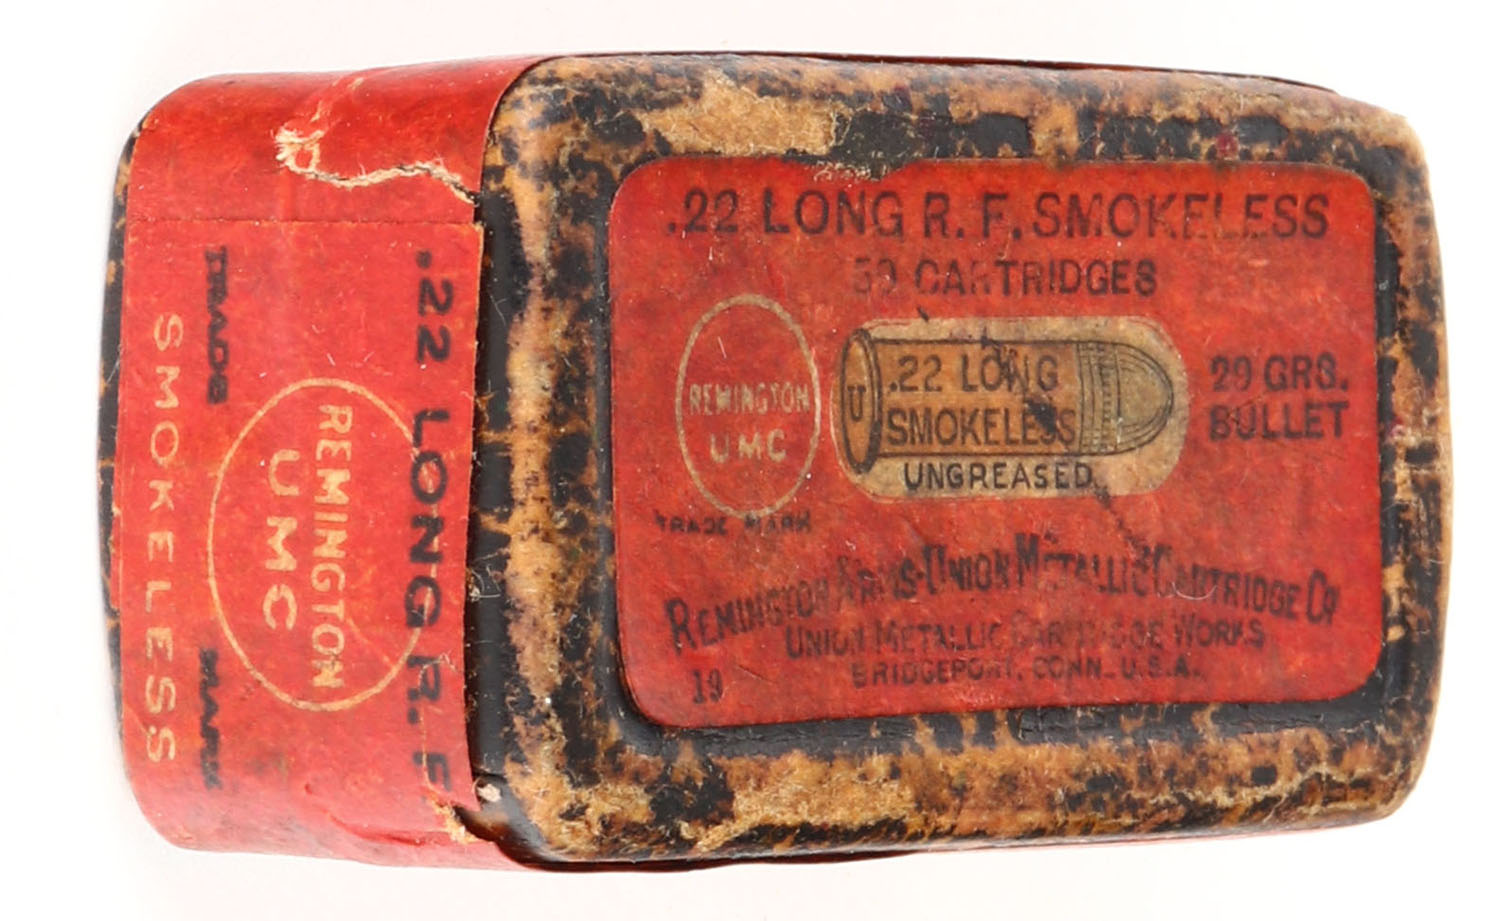 .22 LONG R. F. SMOKELESS
50 CARTRIDGES
REMINGTON
UMC
TRADE MARK
U
.22 LONG
SMOKELESS
UNGREASED
29 GRS.
BULLET
REMINGTON ARMS-UNION METALLIC CARTRIDGE CO
UNION METALLIC CARTRIDGE WORKS
BRIDGEPORT, CONN. U.S.A.
19
.22 LONG R. F.
REMINGTON
UMC
TRADE MARK
SMOKELESS